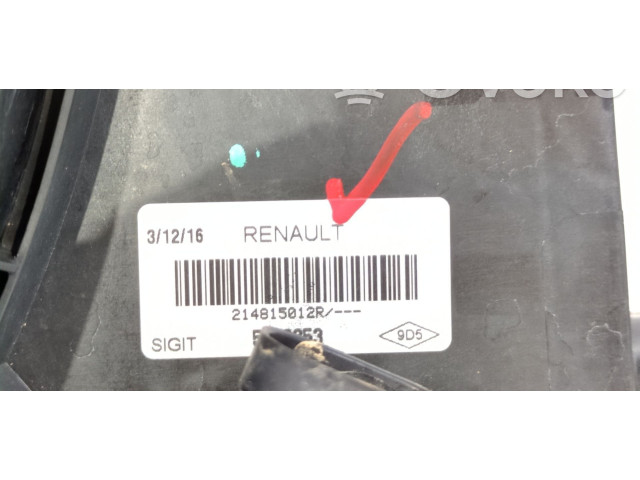 3/12/16 RENAULT
214815012R/---
SIGIT 9D5